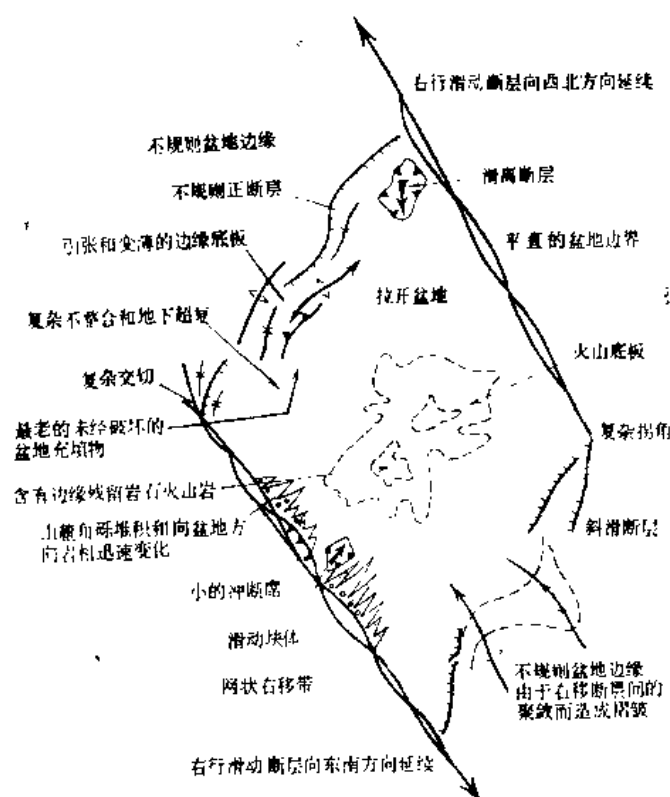 右行滑动断层向西北方向延续
不规则盆地边缘
滑离断层
不规则正断层
引张和变薄的边缘底板
平直的盆地边界
拉开盆地
复杂不整合和地下超覆
火山底板
复杂交切
最老的未经破坏的
盆地充填物
复杂拐角
含有边缘残留岩石火山岩
山麓角砾堆积和向盆地方
向岩相迅速变化
斜滑断层
小的冲断席
滑动块体
不规则盆地边缘
由于右移断层间的
聚敛而造成褶皱
网状右移带
右行滑动断层向东南方向延续